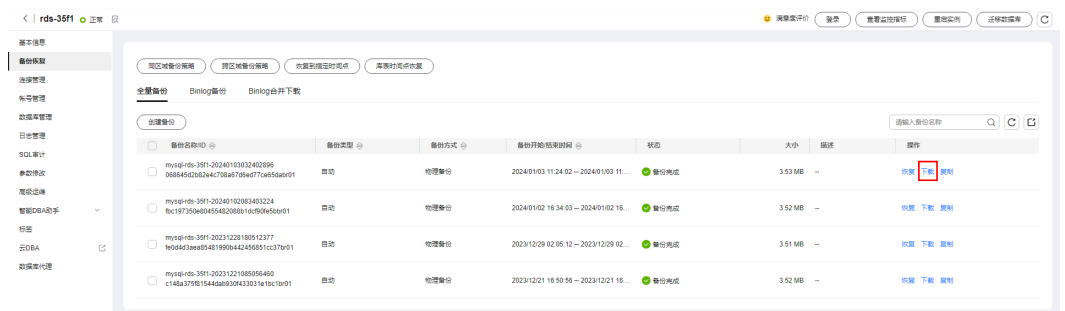 rds-35f1 正常
满意度评价 登录 查看监控指标 重启实例 迁移数据库
基本信息
备份恢复
连接管理
帐号管理
数据库管理
日志管理
SQL审计
参数修改
高级运维
智能DBA助手
标签
云DBA
数据库代理
同区域备份策略 跨区域备份策略 恢复到指定时间点 库表时间点恢复
全量备份 Binlog备份 Binlog合并下载
创建备份 请输入备份名称
备份名称/ID 备份类型 备份方式 备份开始/结束时间 状态 大小 描述 操作
mysql-rds-35f1-20240103032402896
068645d2b82e4c708a67d6ed77ce65dabr01
自动 物理备份 2024/01/03 11:24:02 – 2024/01/03 11:... 备份完成 3.53 MB – 恢复 下载 复制
mysql-rds-35f1-20240102083403224
fbc197350e80455482088b1dcf90fe5bbr01
自动 物理备份 2024/01/02 16:34:03 – 2024/01/02 16... 备份完成 3.52 MB – 恢复 下载 复制
mysql-rds-35f1-20231228180512377
fe0d4d3aea85481990b442456851cc37br01
自动 物理备份 2023/12/29 02:05:12 – 2023/12/29 02... 备份完成 3.51 MB – 恢复 下载 复制
mysql-rds-35f1-20231221085056460
c148a375f81544dab930f433031e1bc1br01
自动 物理备份 2023/12/21 16:50:56 – 2023/12/21 16... 备份完成 3.52 MB – 恢复 下载 复制